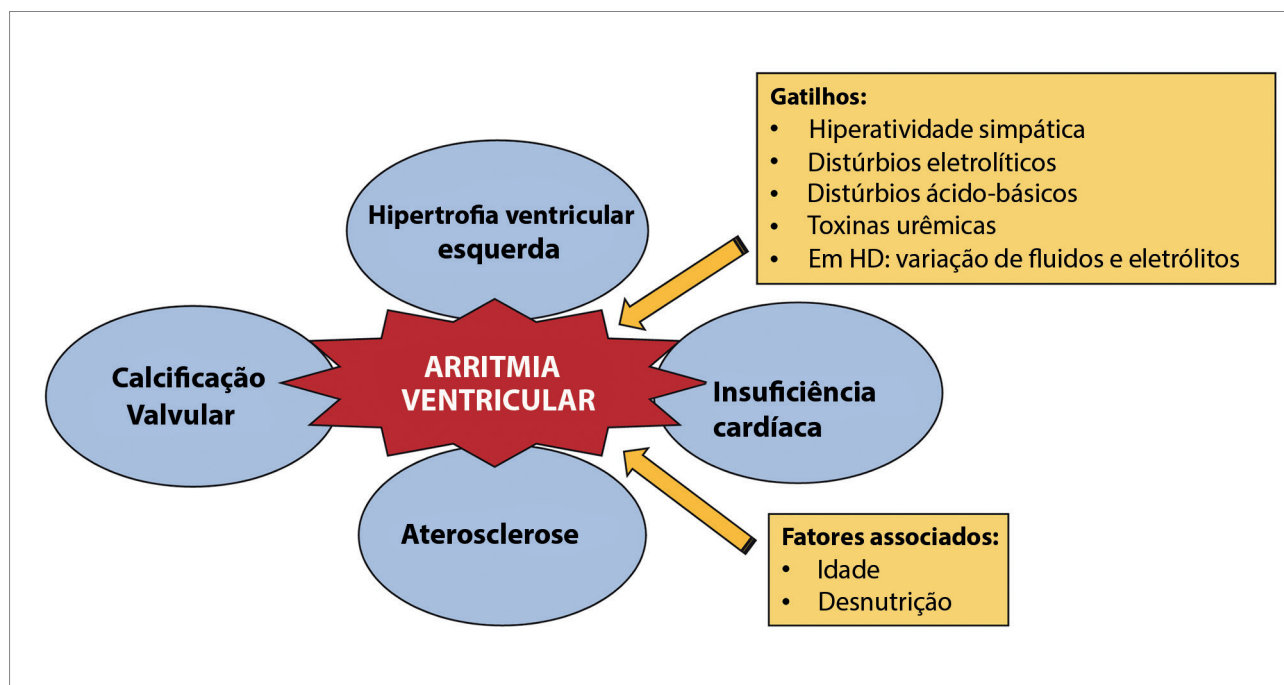 Gatilhos:
• Hiperatividade simpática
• Distúrbios eletrolíticos
• Distúrbios ácido-básicos
• Toxinas urêmicas
• Em HD: variação de fluidos e eletrólitos
Hipertrofia ventricular
esquerda
Calcificação
Valvular
ARRITMIA
VENTRICULAR
Insuficiência
cardíaca
Aterosclerose
Fatores associados:
• Idade
• Desnutrição